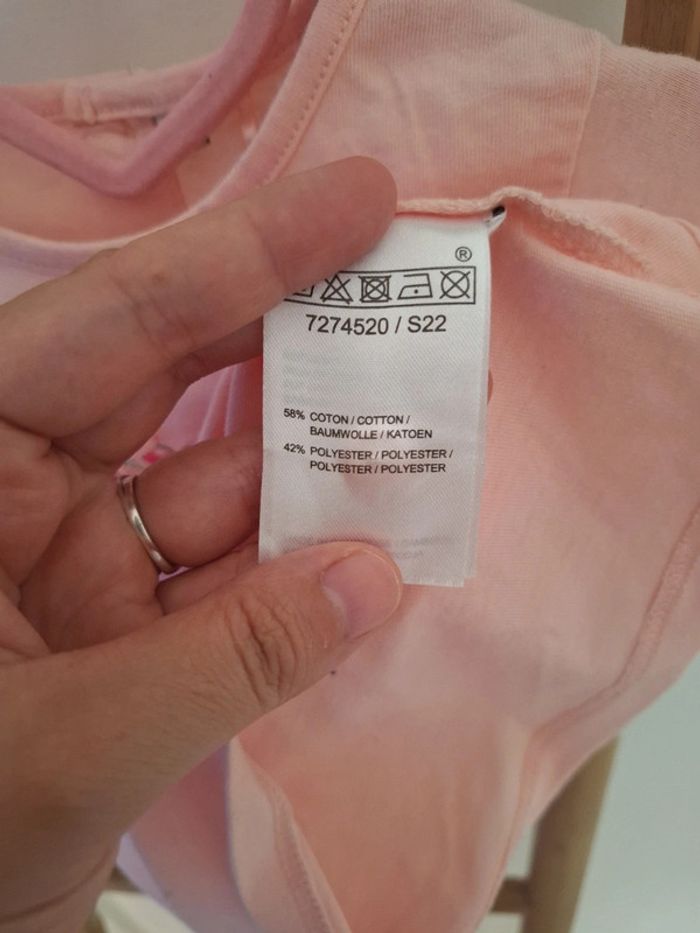 ®
7274520 / S22
58% COTON / COTTON /
BAUMWOLLE / KATOEN
42% POLYESTER / POLYESTER /
POLYESTER / POLYESTER